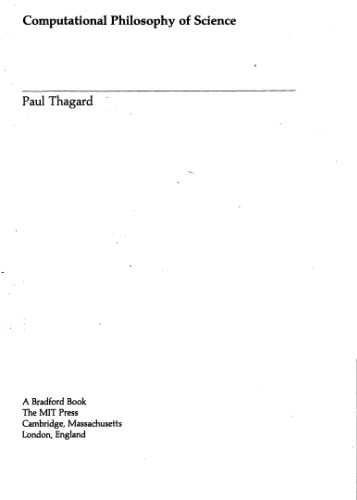 Computational Philosophy of Science
Paul Thagard
A Bradford Book
The MIT Press
Cambridge, Massachusetts
London, England